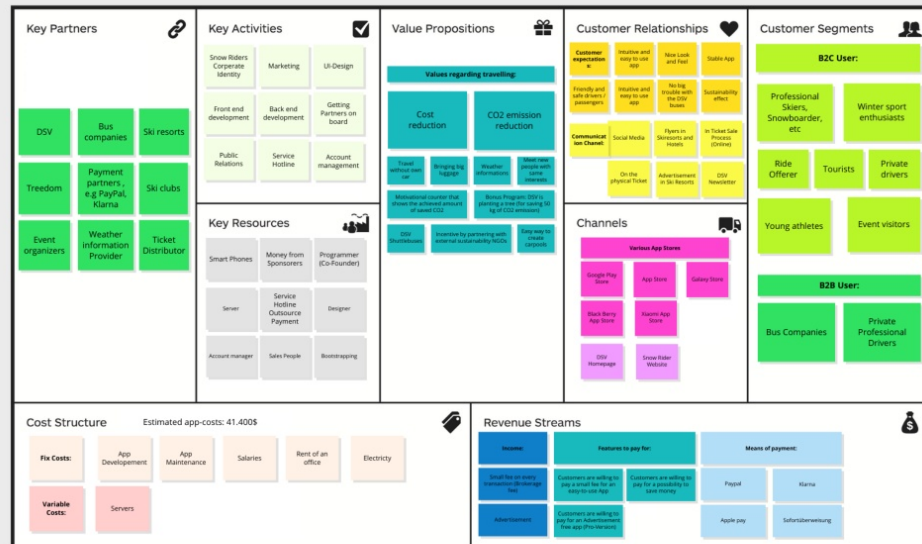 Key Partners
DSV
Bus
companies
Ski resorts
Treedom
Payment
partners ,
e.g PayPal,
Klarna
Ski clubs
Event
organizers
Weather
information
Provider
Ticket
Distributor
Key Activities
Snow Riders
Corperate
Identity
Marketing
UI-Design
Front end
development
Back end
development
Getting
Partners on
board
Public
Relations
Service
Hotline
Account
management
Key Resources
Smart Phones
Money from
Sponsorers
Programmer
(Co-Founder)
Server
Service
Hotline
Outsource
Payment
Designer
Account manager
Sales People
Bootstrapping
Value Propositions
Values regarding travelling:
Cost
reduction
CO2 emission
reduction
Travel
without own
car
Bringing big
luggage
Weather
informations
Meet new
people with
same
interests
Motivational counter that
shows the achieved amount
of saved CO2
Bonus Program: DSV is
planting a tree (for saving 50
kg of CO2 emission)
DSV
Shuttlebuses
Incentive by partnering with
external sustainability NGOs
Easy way to
create
carpools
Customer Relationships
Customer
expectation
s:
Intuitive and
easy to use
app
Nice Look
and Feel
Stable App
Friendly and
safe drivers /
passengers
Intuitive and
easy to use
app
No big
trouble with
the DSV
buses
Sustainability
effect
Communicat
ion Chanel:
Social Media
Flyers in
Skiresorts and
Hotels
In Ticket Sale
Process
(Online)
On the
physical Ticket
Advertisement
in Ski Resorts
DSV
Newsletter
Channels
Various App Stores
Google Play
Store
App Store
Galaxy Store
Black Berry
App Store
Xiaomi App
Store
DSV
Homepage
Snow Rider
Website
Customer Segments
B2C User:
Professional
Skiers,
Snowboarder,
etc
Winter sport
enthusiasts
Ride
Offerer
Tourists
Private
drivers
Young athletes
Event visitors
B2B User:
Bus Companies
Private
Professional
Drivers
Cost Structure
Estimated app-costs: 41.400$
Fix Costs:
App
Developement
App
Maintenance
Salaries
Rent of an
office
Electricty
Variable
Costs:
Servers
Revenue Streams
Income:
Features to pay for:
Means of payment:
Small fee on every
transaction (Brokerage
fee)
Customers are willing to
pay a small fee for an
easy-to-use App
Customers are willing to
pay for a possibility to
save money
Paypal
Klarna
Advertisement
Customers are willing to
pay for an Advertisement
free app (Pro-Version)
Apple pay
Sofortüberweisung